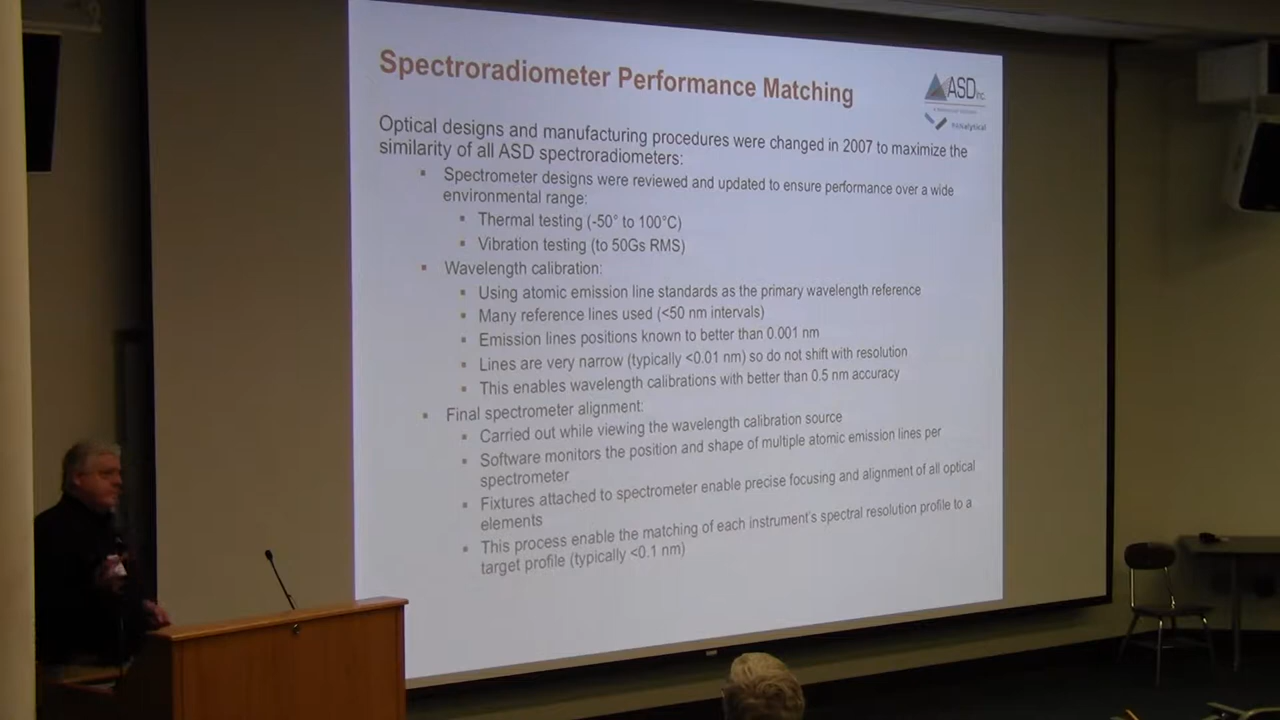 Spectroradiometer Performance Matching
ASD Inc.
PANalytical
Optical designs and manufacturing procedures were changed in 2007 to maximize the
similarity of all ASD spectroradiometers:
▪ Spectrometer designs were reviewed and updated to ensure performance over a wide
environmental range:
▪ Thermal testing (-50° to 100°C)
▪ Vibration testing (to 50Gs RMS)
▪ Wavelength calibration:
▪ Using atomic emission line standards as the primary wavelength reference
▪ Many reference lines used (<50 nm intervals)
▪ Emission lines positions known to better than 0.001 nm
▪ Lines are very narrow (typically <0.01 nm) so do not shift with resolution
▪ This enables wavelength calibrations with better than 0.5 nm accuracy
▪ Final spectrometer alignment:
▪ Carried out while viewing the wavelength calibration source
▪ Software monitors the position and shape of multiple atomic emission lines per
spectrometer
▪ Fixtures attached to spectrometer enable precise focusing and alignment of all optical
elements
▪ This process enable the matching of each instrument's spectral resolution profile to a
target profile (typically <0.1 nm)